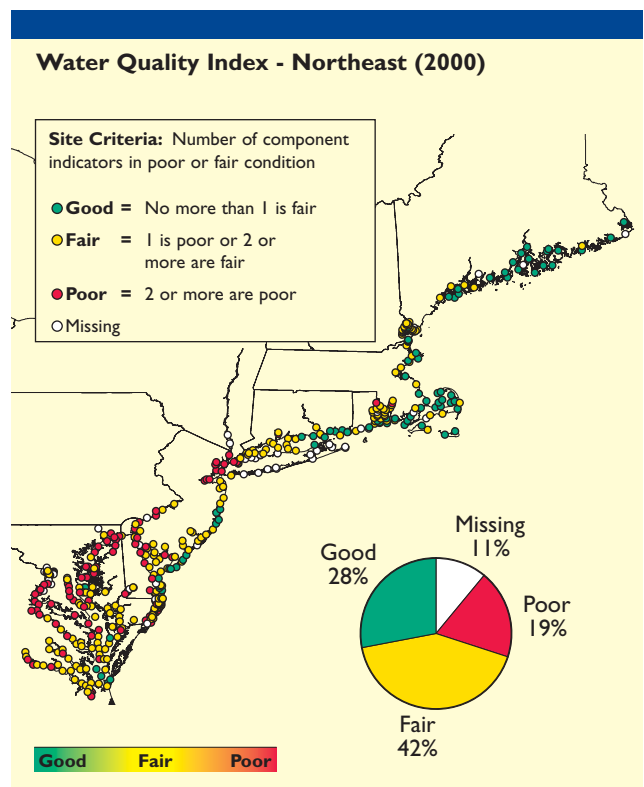 Water Quality Index - Northeast (2000)
Site Criteria: Number of component
indicators in poor or fair condition
Good = No more than 1 is fair
Fair = 1 is poor or 2 or
more are fair
Poor = 2 or more are poor
Missing
Missing
11%
Good
28%
Poor
19%
Fair
42%
Good Fair Poor